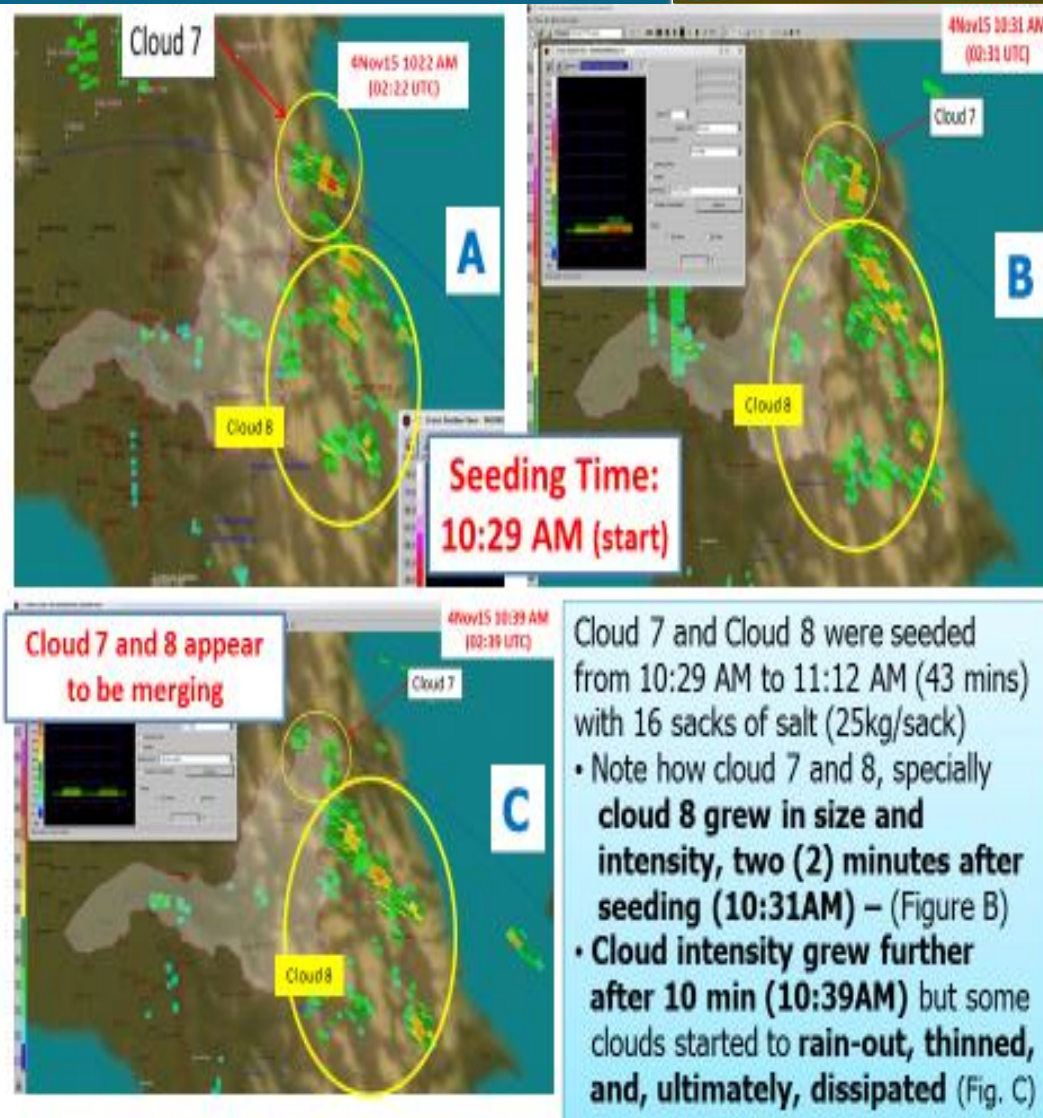 Cloud 7
4Nov15 1022 AM
(02:22 UTC)
A
Cloud 8
4Nov15 10:31 AM
(02:31 UTC)
Cloud 7
B
Cloud 8
Seeding Time:
10:29 AM (start)
Cloud 7 and 8 appear
to be merging
4Nov15 10:39 AM
(02:39 UTC)
Cloud 7
C
Cloud 8
Cloud 7 and Cloud 8 were seeded
from 10:29 AM to 11:12 AM (43 mins)
with 16 sacks of salt (25kg/sack)
• Note how cloud 7 and 8, specially
cloud 8 grew in size and
intensity, two (2) minutes after
seeding (10:31AM) – (Figure B)
• Cloud intensity grew further
after 10 min (10:39AM) but some
clouds started to rain-out, thinned,
and, ultimately, dissipated (Fig. C)